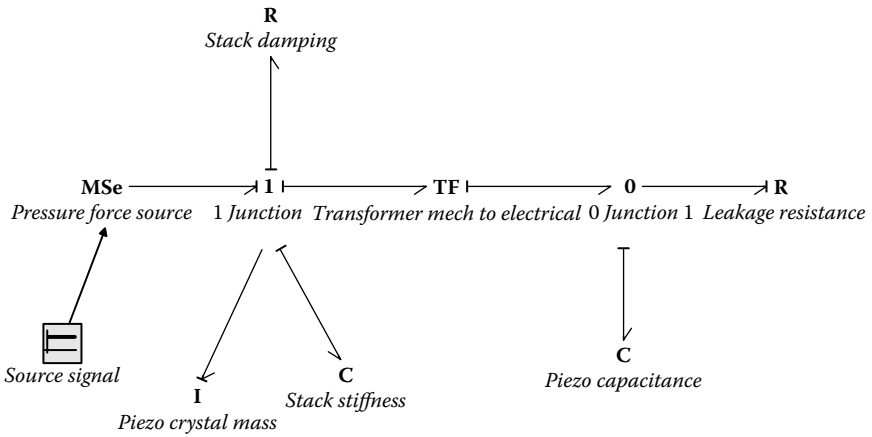 R
Stack damping
MSe 1 TF 0 R
Pressure force source 1 Junction Transformer mech to electrical 0 Junction 1 Leakage resistance
C
Piezo capacitance
Source signal
C
Stack stiffness
I
Piezo crystal mass